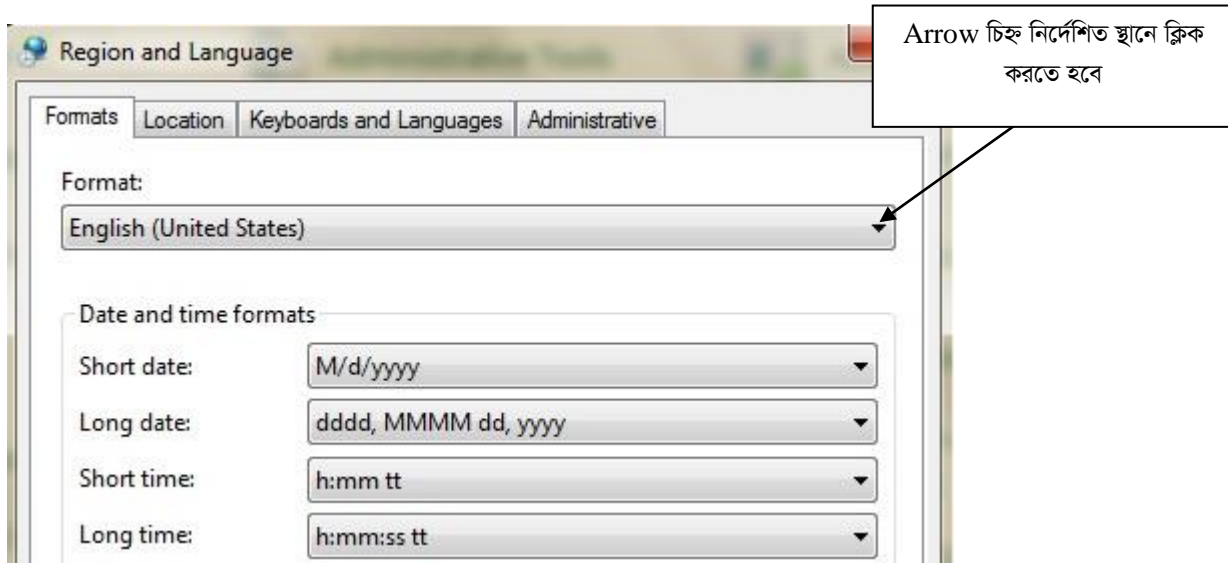 Arrow চিহ্ন নির্দেশিত স্থানে ক্লিক
করতে হবে
Region and Language
Formats Location Keyboards and Languages Administrative
Format:
English (United States)
Date and time formats
Short date: M/d/yyyy
Long date: dddd, MMMM dd, yyyy
Short time: h:mm tt
Long time: h:mm:ss tt